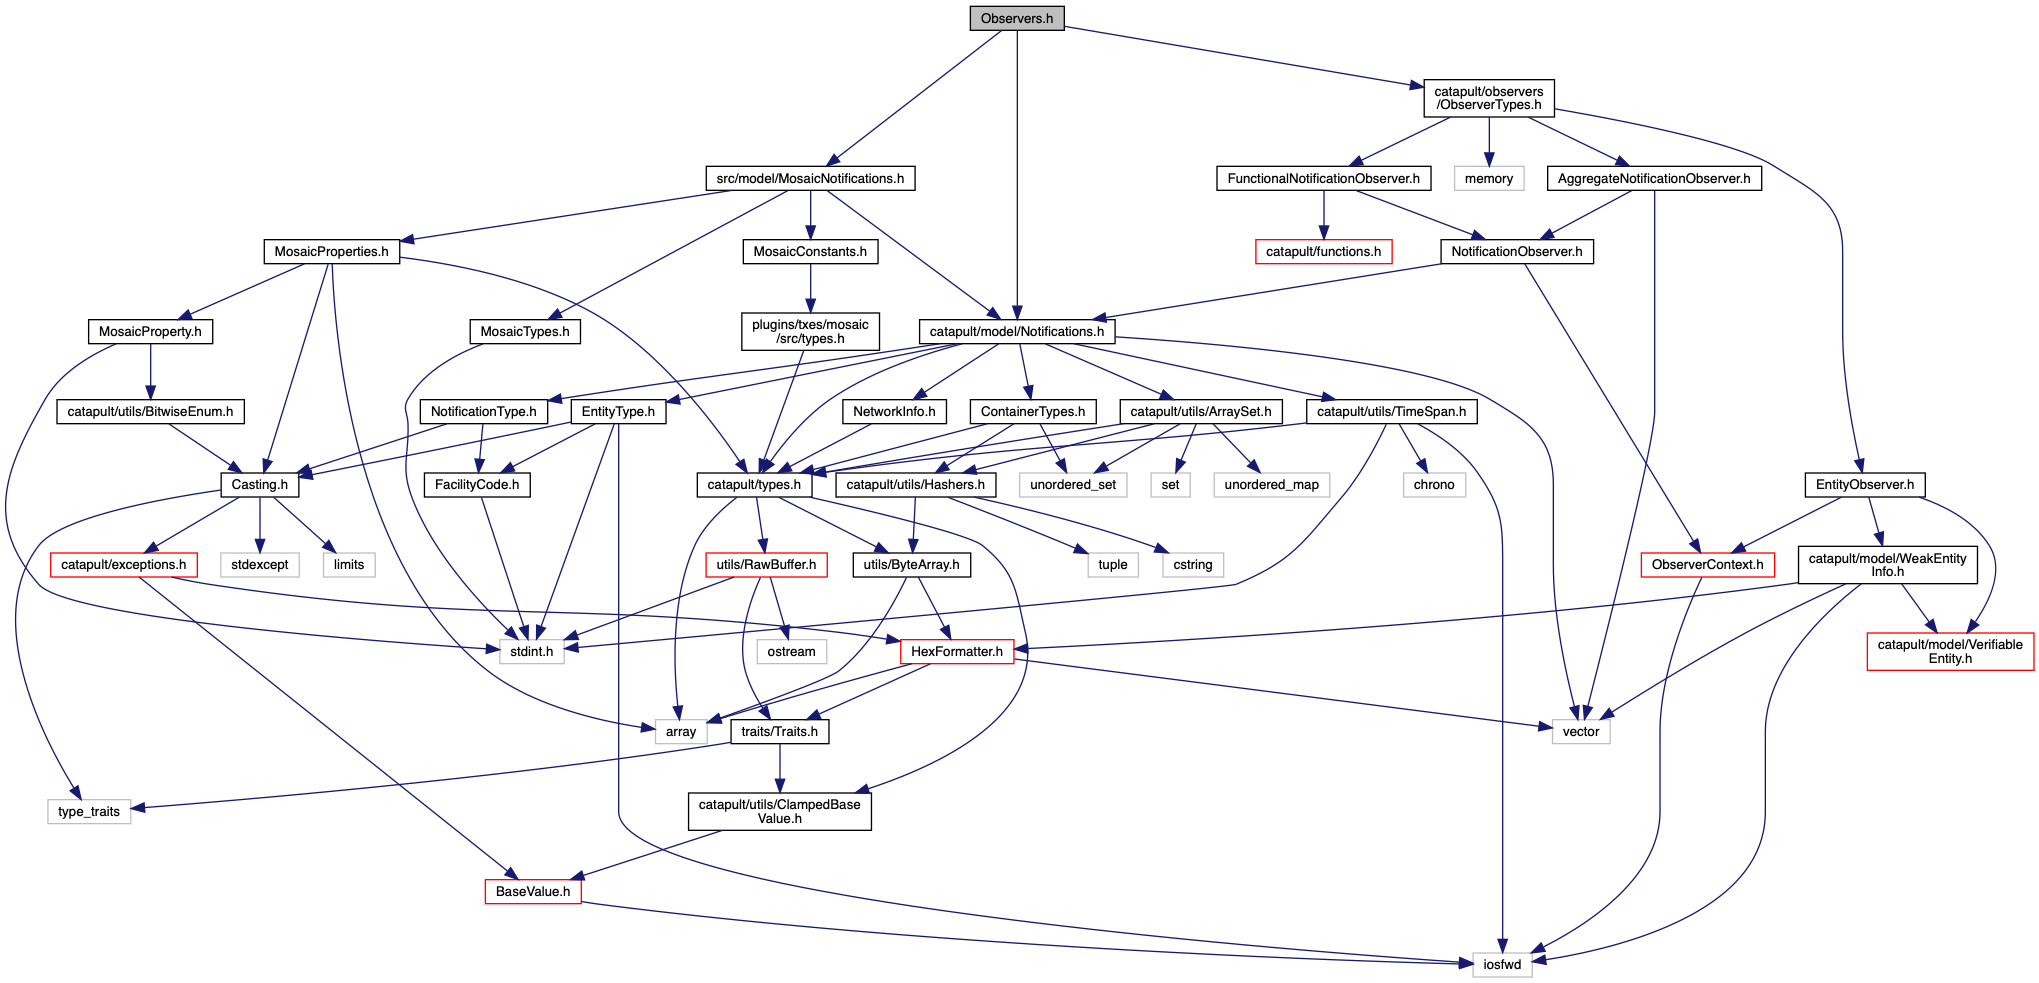 Observers.h
catapult/observers
/ObserverTypes.h
src/model/MosaicNotifications.h
FunctionalNotificationObserver.h
memory
AggregateNotificationObserver.h
MosaicProperties.h
MosaicConstants.h
catapult/functions.h
NotificationObserver.h
MosaicProperty.h
MosaicTypes.h
plugins/txes/mosaic
/src/types.h
catapult/model/Notifications.h
catapult/utils/BitwiseEnum.h
NotificationType.h
EntityType.h
NetworkInfo.h
ContainerTypes.h
catapult/utils/ArraySet.h
catapult/utils/TimeSpan.h
Casting.h
FacilityCode.h
catapult/types.h
catapult/utils/Hashers.h
unordered_set
set
unordered_map
chrono
EntityObserver.h
catapult/exceptions.h
stdexcept
limits
utils/RawBuffer.h
utils/ByteArray.h
tuple
cstring
ObserverContext.h
catapult/model/WeakEntity
Info.h
stdint.h
ostream
HexFormatter.h
catapult/model/Verifiable
Entity.h
array
traits/Traits.h
vector
type_traits
catapult/utils/ClampedBase
Value.h
BaseValue.h
iosfwd